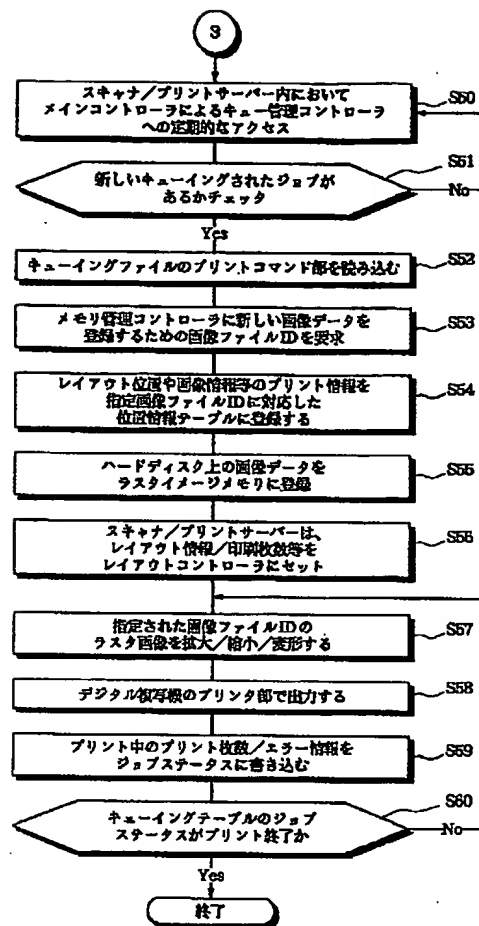 3
スキャナ/プリントサーバー内において
メインコントローラによるキュー管理コントローラ
への定期的なアクセス
S50
新しいキューイングされたジョブが
あるかチェッタ
S51
No
Yes
キューイングファイルのプリントコマンド部を読み込む
S52
メモリ管理コントローラに新しい画像データを
登録するための画像ファイルIDを要求
S53
レイアウト位置や画像情報等のプリント情報を
指定画像ファイルIDに対応した
位置情報テーブルに登録する
S54
ハードディスク上の画像データを
ラスタイメージメモリに登録
S55
スキャナ/プリントサーバーは、
レイアウト情報/印刷枚数等を
レイアウトコントローラにセット
S56
指定された画像ファイルIDの
ラスタ画像を拡大/縮小/変形する
S57
デジタル複写機のプリンタ部で出力する
S58
プリント中のプリント枚数/エラー情報を
ジョブステータスに書き込む
S59
キューイングテーブルのジョブ
ステータスがプリント終了か
S60
No
Yes
終了